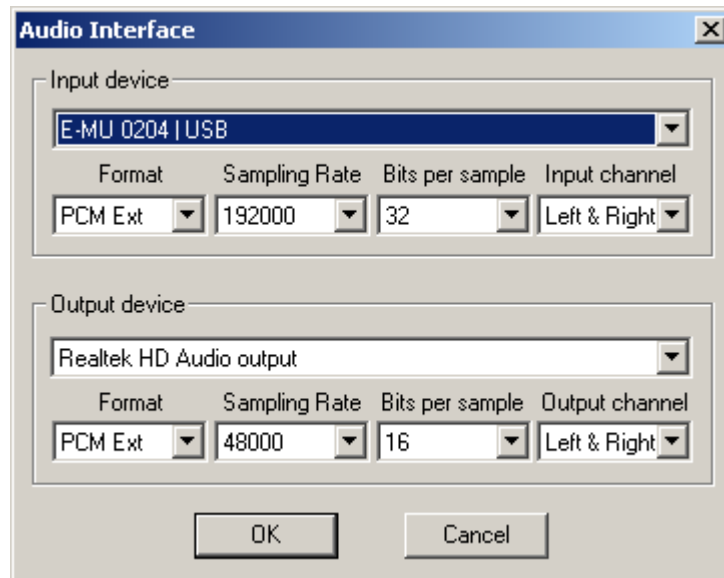 Audio Interface
Input device
E-MU 0204 | USB
Format Sampling Rate Bits per sample Input channel
PCM Ext 192000 32 Left & Right
Output device
Realtek HD Audio output
Format Sampling Rate Bits per sample Output channel
PCM Ext 48000 16 Left & Right
OK Cancel